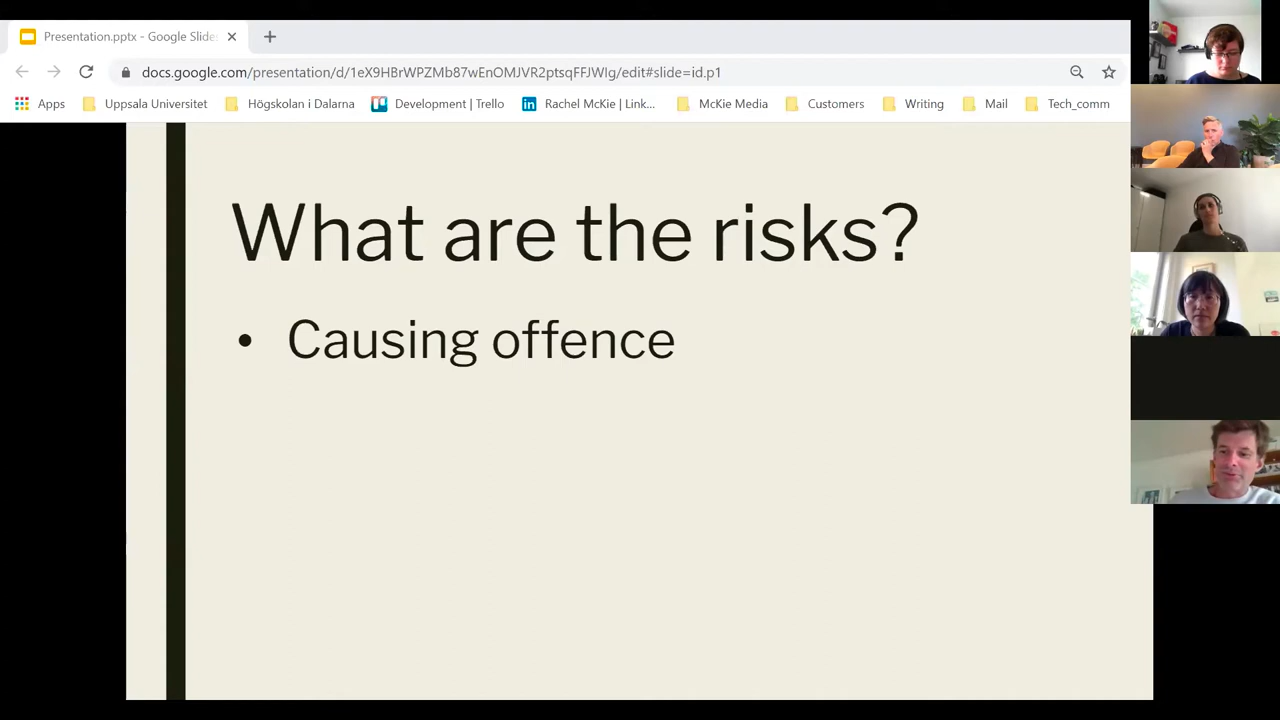 Presentation.pptx - Google Slide
docs.google.com/presentation/d/1eX9HBrWPZMb87wEnOMJVR2ptsqFFJWIg/edit#slide=id.p1
Apps Uppsala Universitet Högskolan i Dalarna Development | Trello Rachel McKie | Link... McKie Media Customers Writing Mail Tech_comm
What are the risks?
• Causing offence